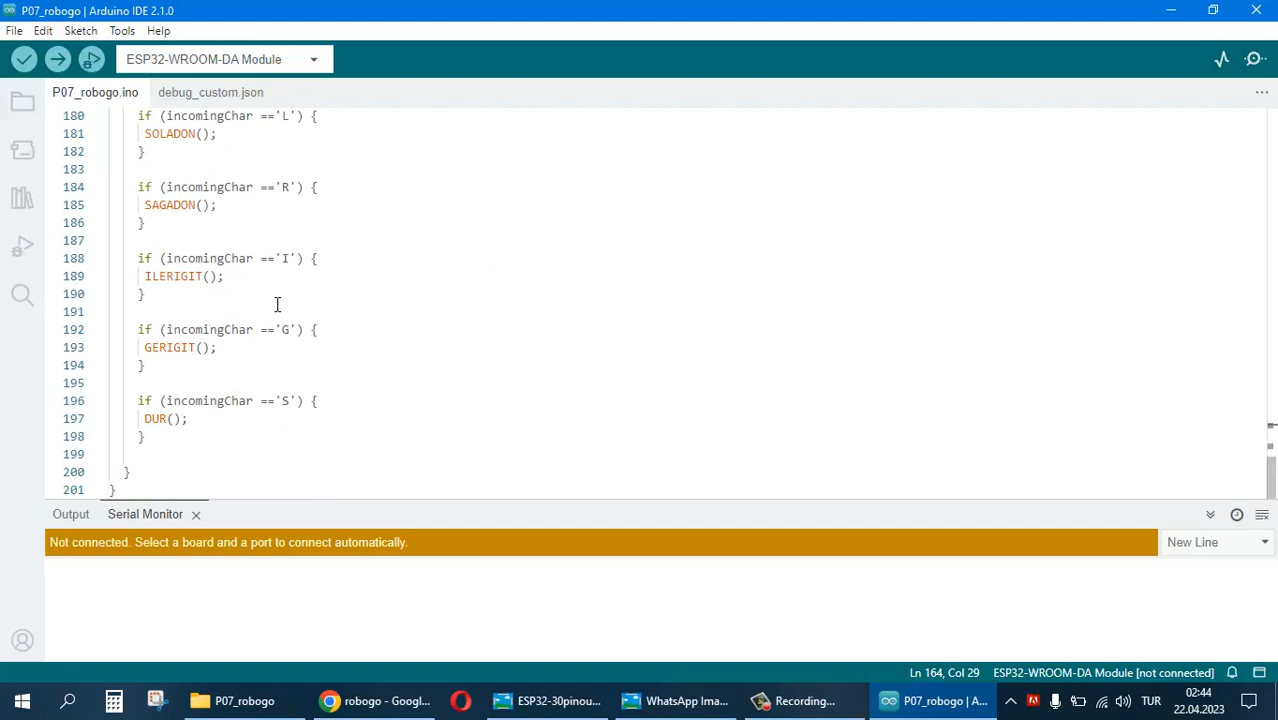 P07_robogo | Arduino IDE 2.1.0
File Edit Sketch Tools Help
ESP32-WROOM-DA Module
P07_robogo.ino debug_custom.json
180 if (incomingChar =='L') {
181 SOLADON();
182 }
183
184 if (incomingChar =='R') {
185 SAGADON();
186 }
187
188 if (incomingChar =='I') {
189 ILERIGIT();
190 }
191
192 if (incomingChar =='G') {
193 GERIGIT();
194 }
195
196 if (incomingChar =='S') {
197 DUR();
198 }
199
200 }
201 }
Output Serial Monitor
Not connected. Select a board and a port to connect automatically. New Line
Ln 164, Col 29 ESP32-WROOM-DA Module [not connected]
P07_robogo robogo - Googl... ESP32-30pinou... WhatsApp Ima... Recording... P07_robogo | A... TUR 02:44
22.04.2023